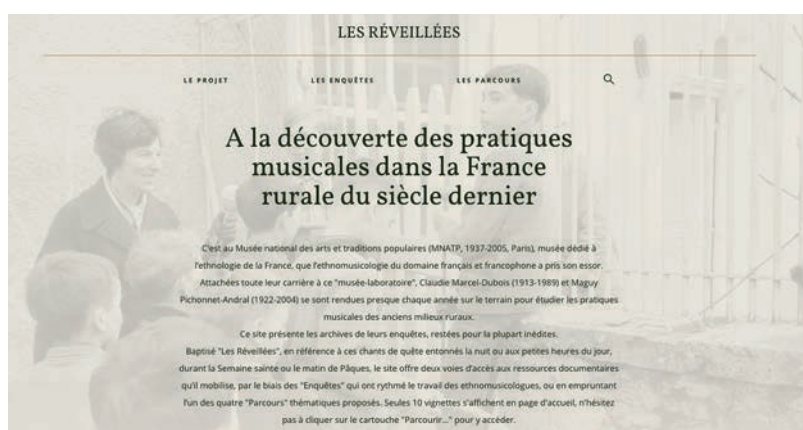 LES RÉVEILLÉES
LE PROJET LES ENQUÊTES LES PARCOURS
A la découverte des pratiques
musicales dans la France
rurale du siècle dernier
C'est au Musée national des arts et traditions populaires (MNATP, 1937-2005, Paris), musée dédié à
l'ethnologie de la France, que l'ethnomusicologie du domaine français et francophone a pris son essor.
Attachées toute leur carrière à ce "musée-laboratoire", Claudie Marcel-Dubois (1913-1989) et Maguy
Pichonnet-Andral (1922-2004) se sont rendues presque chaque année sur le terrain pour étudier les pratiques
musicales des anciens milieux ruraux.
Ce site présente les archives de leurs enquêtes, restées pour la plupart inédites.
Baptisé "Les Réveillées", en référence à ces chants de quête entonnés la nuit ou aux petites heures du jour,
durant la Semaine sainte ou le matin de Pâques, le site offre deux voies d'accès aux ressources documentaires
qu'il mobilise, par le biais des "Enquêtes" qui ont rythmé le travail des ethnomusicologues, ou en empruntant
l'un des quatre "Parcours" thématiques proposés. Seules 10 vignettes s'affichent en page d'accueil, n'hésitez
pas à cliquer sur le cartouche "Parcourir..." pour y accéder.